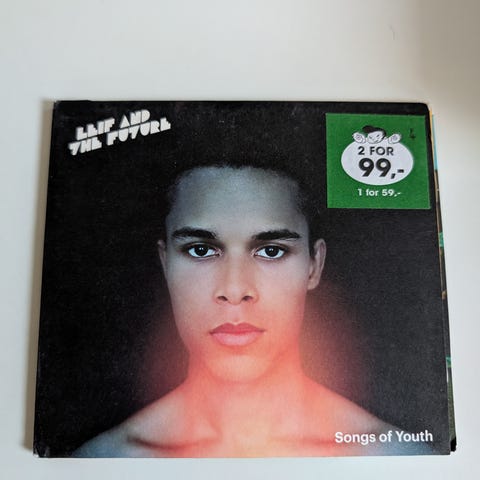 LEIF AND
THE FUTURE
2 FOR
99,-
1 for 59,-
Songs of Youth